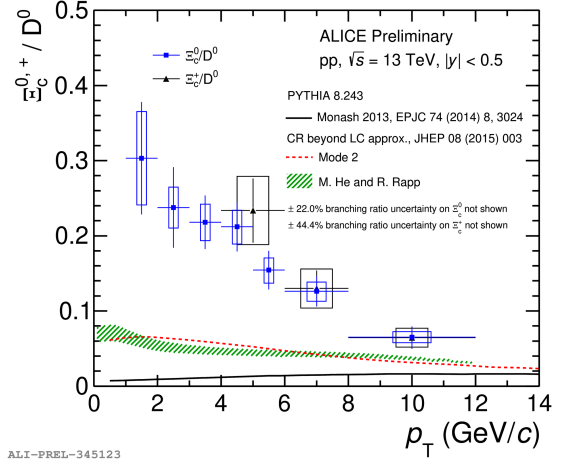 Ξc0,+ / D0
0.5
0.4
0.3
0.2
0.1
0
0 2 4 6 8 10 12 14
pT (GeV/c)
ALICE Preliminary
pp, √s = 13 TeV, |y| < 0.5
Ξc0/D0
Ξc+/D0
PYTHIA 8.243
Monash 2013, EPJC 74 (2014) 8, 3024
CR beyond LC approx., JHEP 08 (2015) 003
Mode 2
M. He and R. Rapp
± 22.0% branching ratio uncertainty on Ξc0 not shown
± 44.4% branching ratio uncertainty on Ξc+ not shown
ALI-PREL-345123